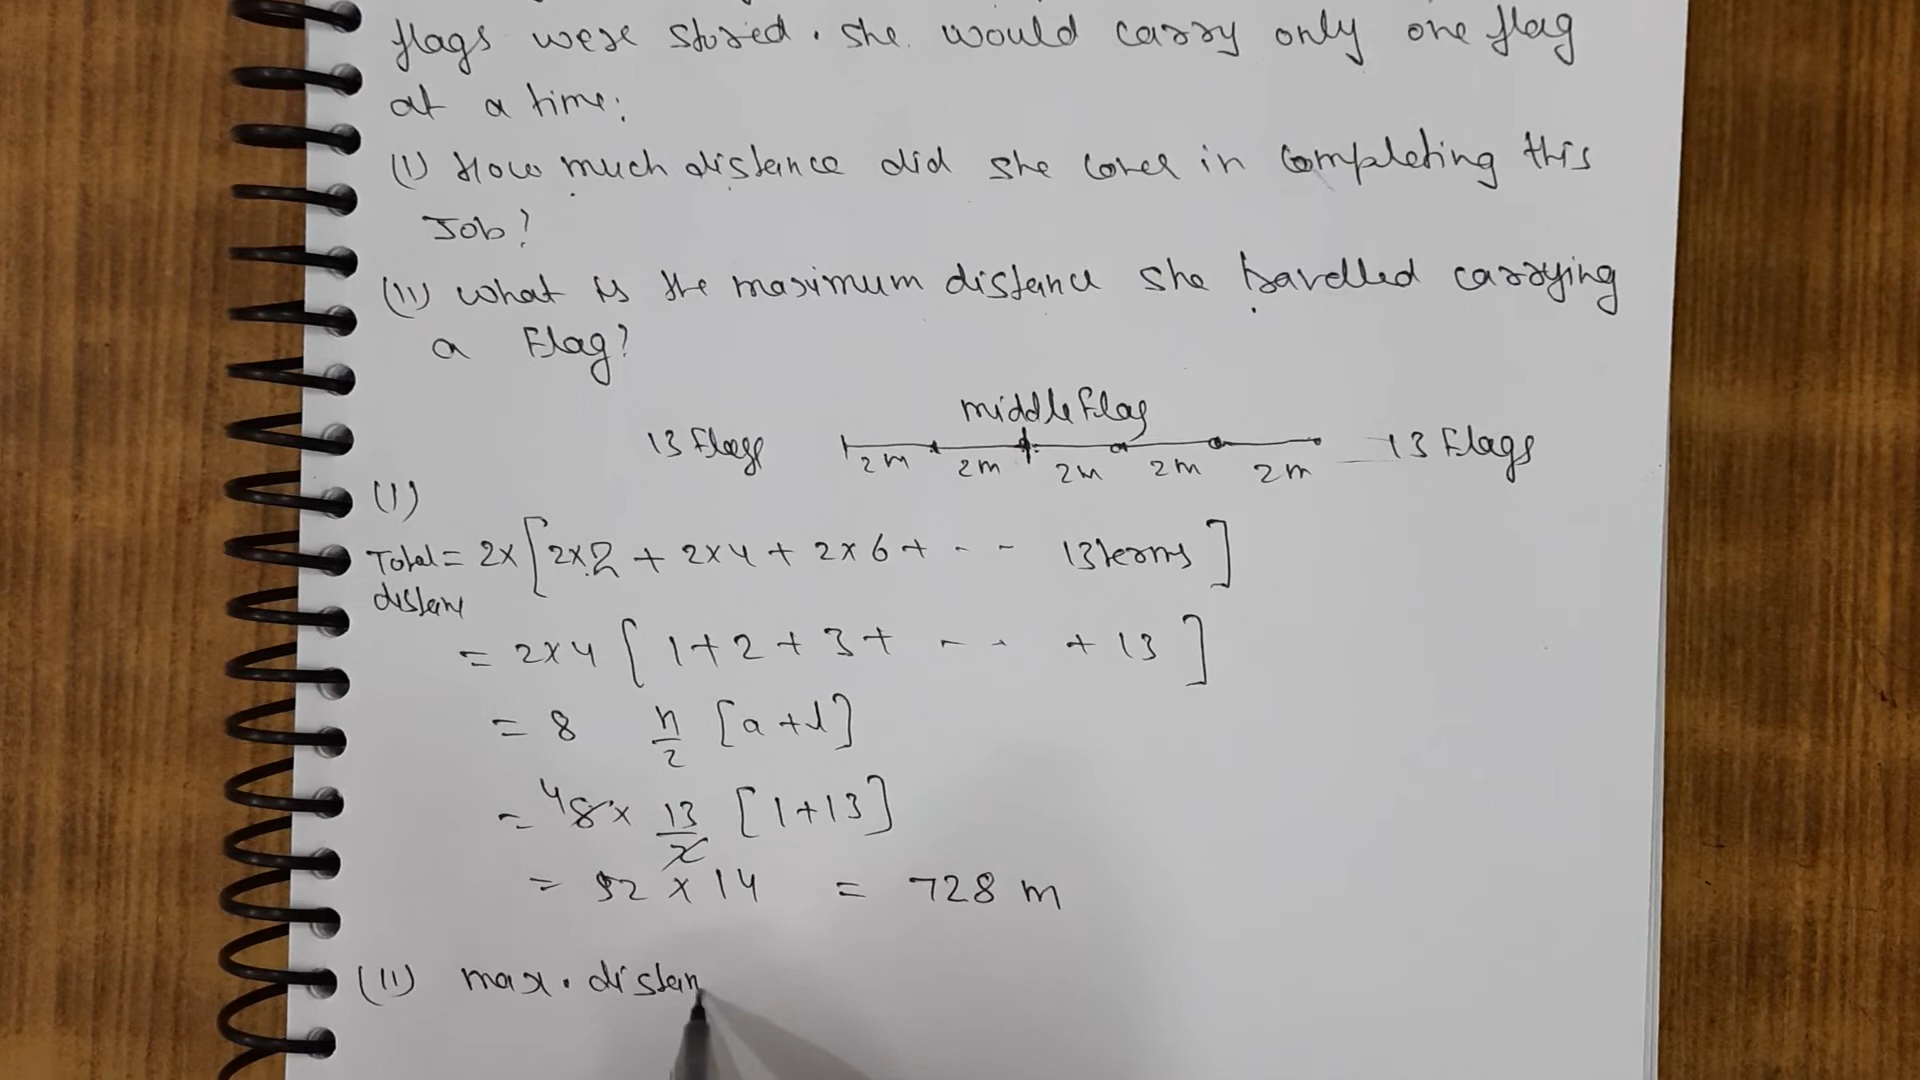 flags were stored. she would carry only one flag
at a time:
(I) How much distance did she cover in completing this
Job?
(II) what is the maximum distance she travelled carrying
a Flag?
middle flag
13 Flags 2m 2m 2m 2m 2m 13 Flags
(I)
Total = 2x [2x2 + 2x4 + 2x6 + - - 13 terms]
distan
= 2x4 [1+2+3+ - - +13]
= 8 n/2 [a+l]
= 4 8x 13/2 [1+13]
= 52 x 14 = 728 m
(II) max. distan